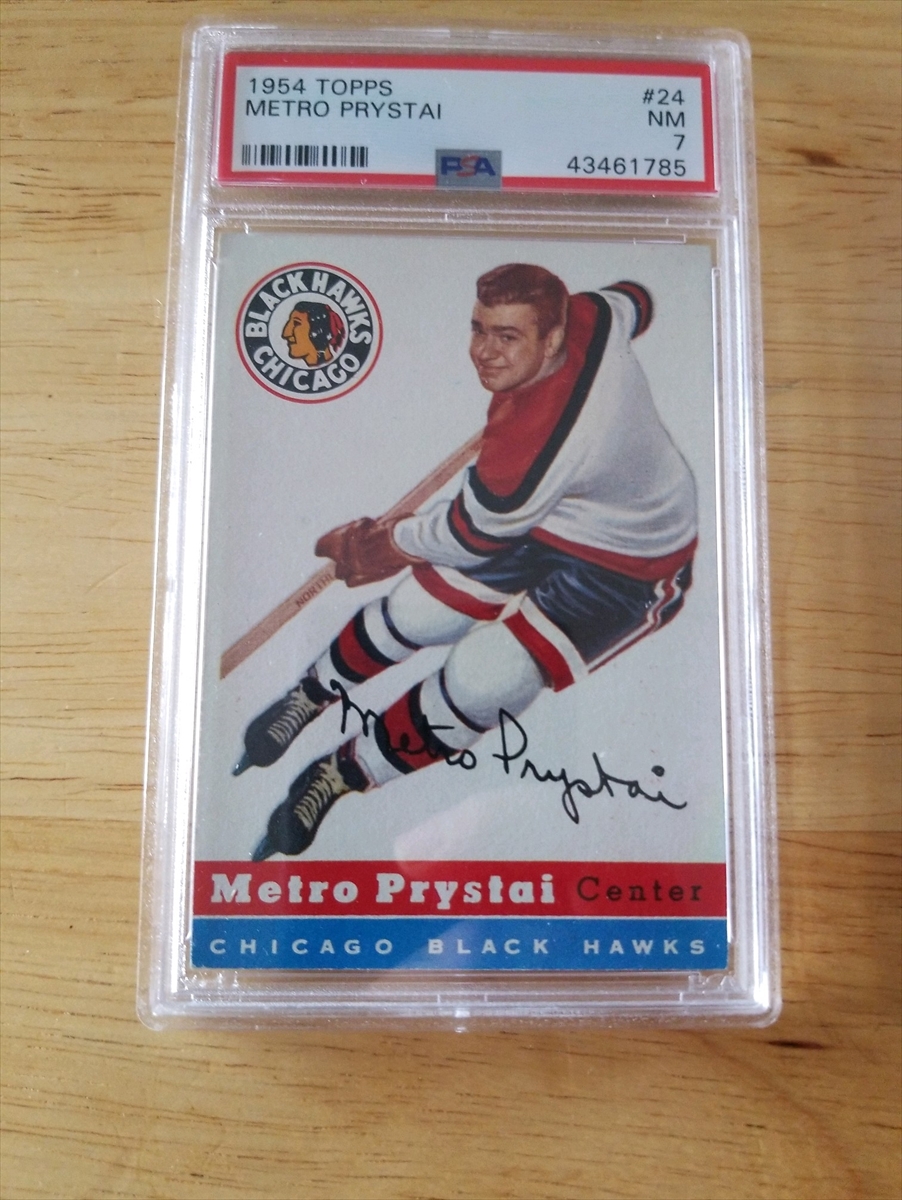 1954 TOPPS #24
METRO PRYSTAI NM
7
PSA 43461785
BLACK HAWKS
CHICAGO
NORTHL
Metro Prystai
Metro Prystai Center
CHICAGO BLACK HAWKS